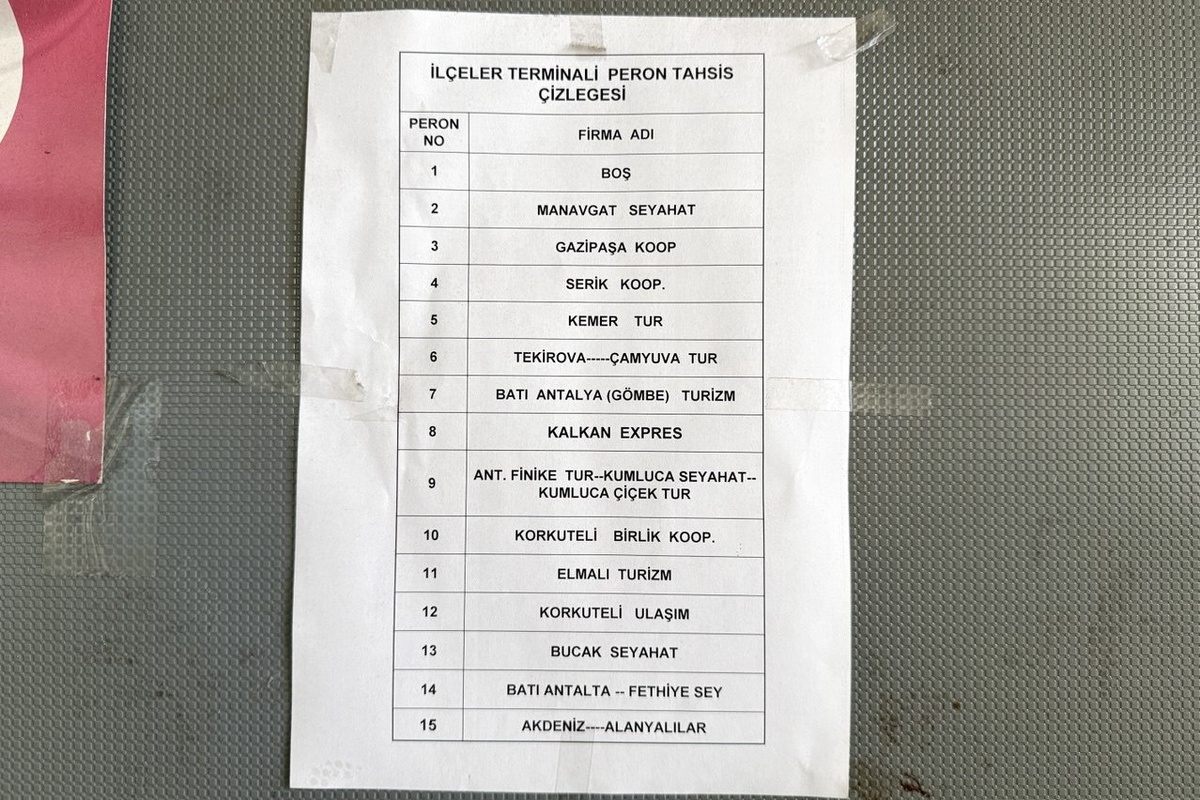 İLÇELER TERMİNALİ PERON TAHSİS
ÇİZLEGESİ
PERON NO FİRMA ADI
1 BOŞ
2 MANAVGAT SEYAHAT
3 GAZİPAŞA KOOP
4 SERİK KOOP.
5 KEMER TUR
6 TEKİROVA-----ÇAMYUVA TUR
7 BATI ANTALYA (GÖMBE) TURİZM
8 KALKAN EXPRES
9 ANT. FİNİKE TUR--KUMLUCA SEYAHAT--
KUMLUCA ÇİÇEK TUR
10 KORKUTELİ BİRLİK KOOP.
11 ELMALI TURİZM
12 KORKUTELİ ULAŞIM
13 BUCAK SEYAHAT
14 BATI ANTALTA -- FETHİYE SEY
15 AKDENİZ----ALANYALILAR